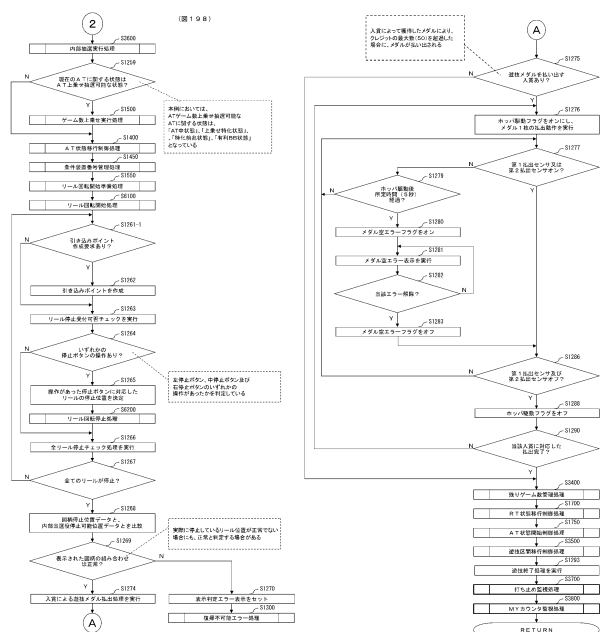 (図198)
2
S3600
内部抽選実行処理
S1259
現在のATに関する状態は
AT上乗せ抽選可能な状態?
N
Y
本例においては、
ATゲーム数上乗せ抽選可能な
ATに関する状態は、
「AT中状態」、「上乗せ特化状態」、
「特化前兆状態」、「有利BB状態」
となっている
S1500
ゲーム数上乗せ実行処理
S1400
AT状態移行制御処理
S1450
条件装置番号管理処理
S1550
リール回転開始準備処理
S6100
リール回転開始処理
S1261-1
引き込みポイント
作成要求あり?
N
Y
S1262
引き込みポイントを作成
S1263
リール停止受付可否チェックを実行
S1264
いずれかの
停止ボタンの操作あり?
N
Y
左停止ボタン、中停止ボタン及び
右停止ボタンのいずれかの
操作があったかを判定している
S1265
操作があった停止ボタンに対応した
リールの停止位置を決定
S6200
リール回転停止処理
S1266
全リール停止チェック処理を実行
S1267
全てのリールが停止?
N
Y
S1268
図柄停止位置データと、
内部当選役停止可能位置データとを比較
実際に停止しているリール位置が正常でない
場合にも、正常と判定する場合がある
S1269
表示された図柄の組み合わせ
は正常?
N
Y
S1274
入賞による遊技メダル払出処理を実行
S1270
表示判定エラー表示をセット
S1300
復帰不可能エラー処理
A
A
入賞によって獲得したメダルにより、
クレジットの最大数(50)を超過した
場合に、メダルが払い出される
S1275
遊技メダルを払い出す
入賞あり?
N
Y
S1276
ホッパ駆動フラグをオンにし、
メダル1枚の払出動作を実行
S1277
第1払出センサ又は
第2払出センサオン?
N
Y
S1279
ホッパ駆動後
所定時間(5秒)
経過?
N
Y
S1280
メダル空エラーフラグをオン
S1281
メダル空エラー表示を実行
S1282
当該エラー解除?
N
Y
S1283
メダル空エラーフラグをオフ
S1286
第1払出センサ及び
第2払出センサオフ?
N
Y
S1288
ホッパ駆動フラグをオフ
S1290
当該入賞に対応した
払出完了?
N
Y
S3400
残りゲーム数管理処理
S1700
RT状態移行制御処理
S1750
AT状態開始制御処理
S3500
遊技区間移行制御処理
S1293
遊技終了処理を実行
S3700
打ち止め監視処理
S3800
MYカウンタ監視処理
RETURN